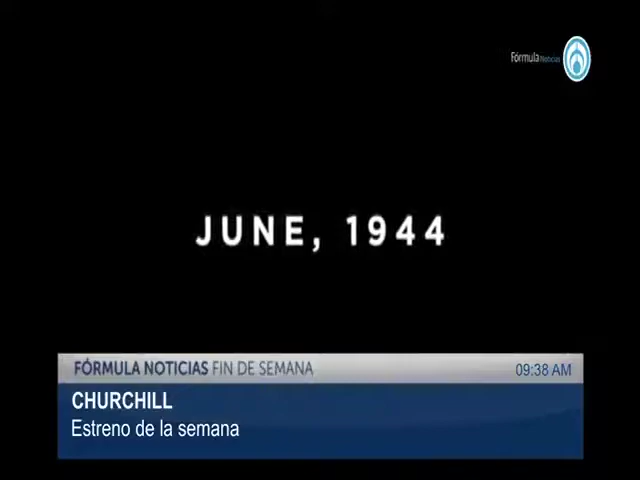 Fórmula Noticias
JUNE, 1944
FÓRMULA NOTICIAS FIN DE SEMANA 09:38 AM
CHURCHILL
Estreno de la semana